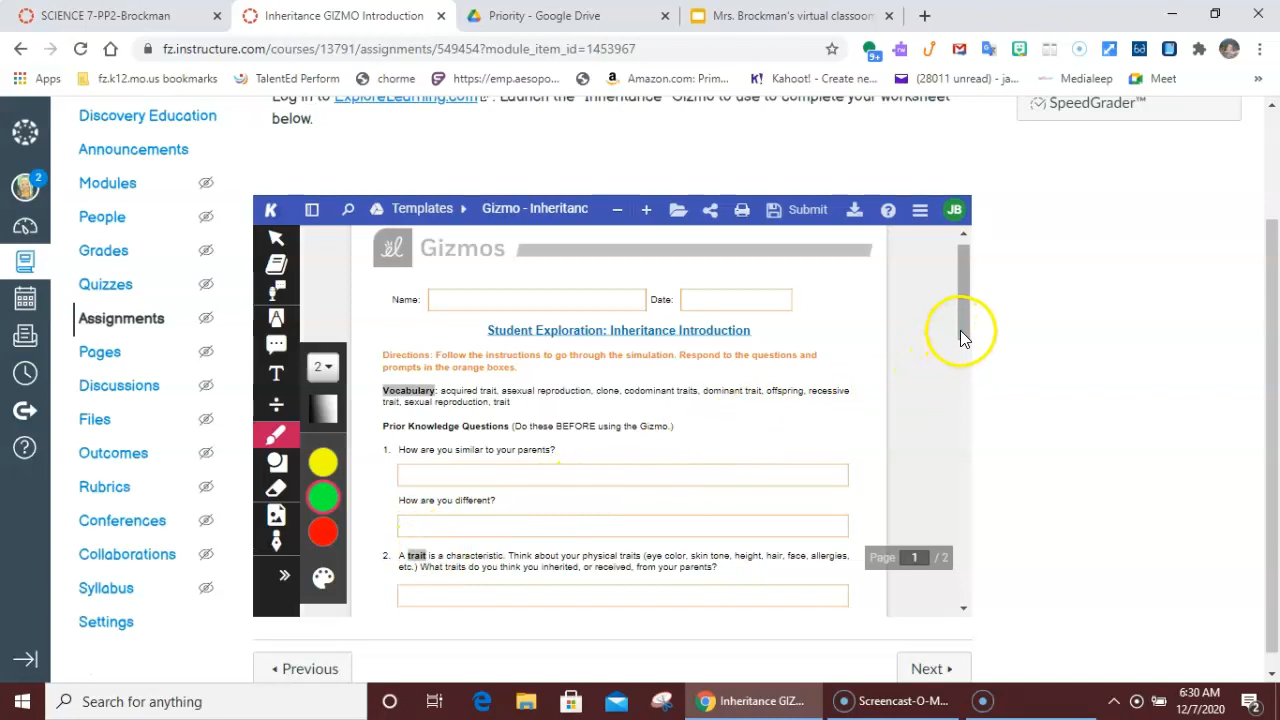 SCIENCE 7-PP2-Brockman
Inheritance GIZMO Introduction
Priority - Google Drive
Mrs. Brockman's virtual classroom
fz.instructure.com/courses/13791/assignments/549454?module_item_id=1453967
9+
Apps
fz.k12.mo.us bookmarks
TalentEd Perform
chorme
https://emp.aesopo...
Amazon.com: Prim...
Kahoot! - Create ne...
(28011 unread) - ja...
Medialeep
Meet
»
Log in to ExploreLearning.com. Launch the "Inheritance" Gizmo to use to complete your worksheet
below.
SpeedGrader™
2
Discovery Education
Announcements
Modules
People
Grades
Quizzes
Assignments
Pages
Discussions
Files
Outcomes
Rubrics
Conferences
Collaborations
Syllabus
Settings
K
Templates
Gizmo - Inheritanc
Submit
JB
A
T
2
el Gizmos
Name:
Date:
Student Exploration: Inheritance Introduction
Directions: Follow the instructions to go through the simulation. Respond to the questions and
prompts in the orange boxes.
Vocabulary: acquired trait, asexual reproduction, clone, codominant traits, dominant trait, offspring, recessive
trait, sexual reproduction, trait
Prior Knowledge Questions (Do these BEFORE using the Gizmo.)
1. How are you similar to your parents?
How are you different?
2. A trait is a characteristic. Think about your physical traits (eye color, skin tone, height, hair, face, allergies,
etc.) What traits do you think you inherited, or received, from your parents?
Page 1 / 2
Previous
Next
Search for anything
Inheritance GIZ...
Screencast-O-M...
6:30 AM
12/7/2020
2